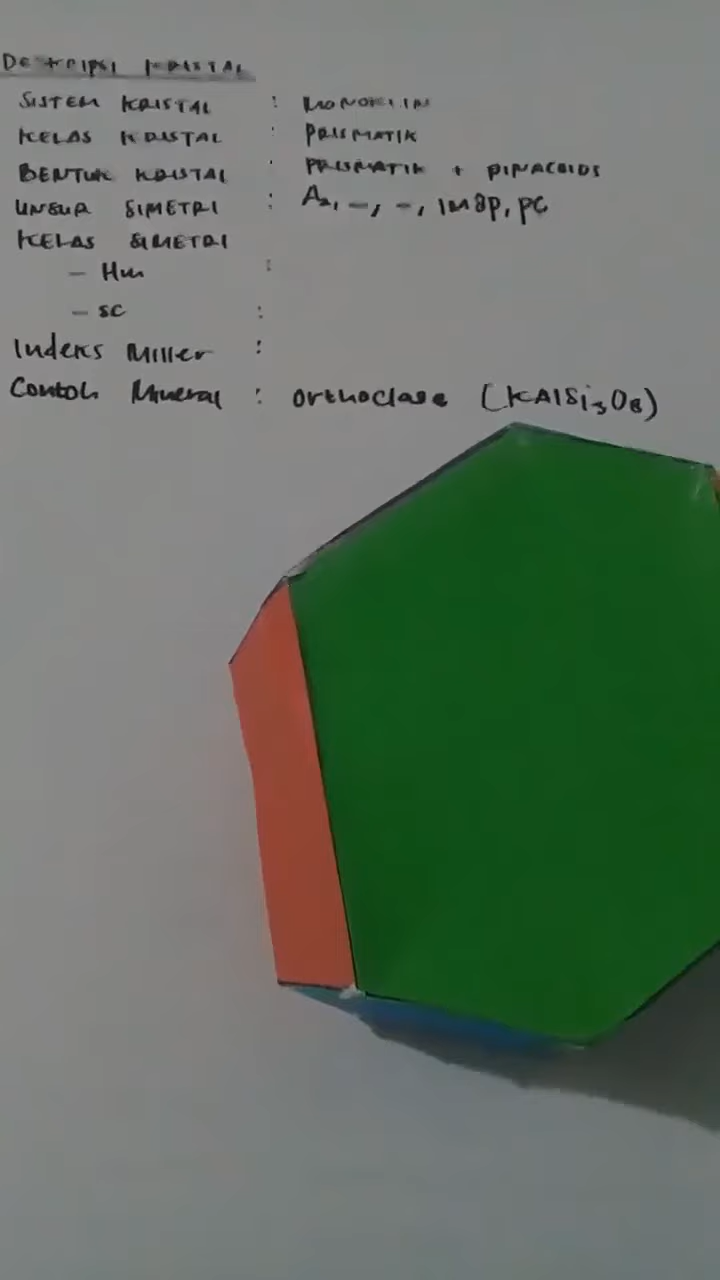 DESKRIPSI KRISTAL
SISTEM KRISTAL : MONOKLIN
KELAS KRISTAL : PRISMATIK
BENTUK KRISTAL : PRISMATIK + PINACOIDS
UNSUR SIMETRI : A2, -, -, 1MBP, PC
KELAS SIMETRI
- Hm :
- SC :
Indeks Miller :
Contoh Mineral : Orthoclase (KAlSi3O8)